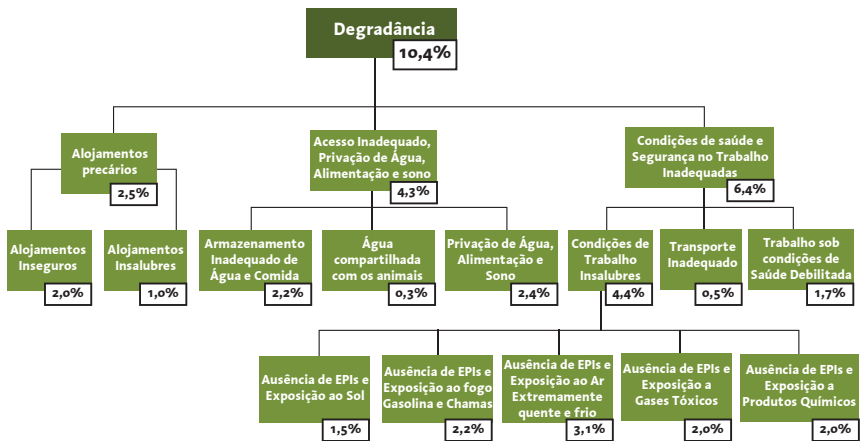 Degradância
10,4%
Alojamentos
precários
2,5%
Acesso Inadequado,
Privação de Água,
Alimentação e sono
4,3%
Condições de saúde e
Segurança no Trabalho
Inadequadas
6,4%
Alojamentos
Inseguros
2,0%
Alojamentos
Insalubres
1,0%
Armazenamento
Inadequado de
Água e Comida
2,2%
Água
compartilhada
com os animais
0,3%
Privação de Água,
Alimentação e
Sono
2,4%
Condições de
Trabalho
Insalubres
4,4%
Transporte
Inadequado
0,5%
Trabalho sob
condições de
Saúde Debilitada
1,7%
Ausência de EPIs e
Exposição ao Sol
1,5%
Ausência de EPIs e
Exposição ao fogo
Gasolina e Chamas
2,2%
Ausência de EPIs e
Exposição ao Ar
Extremamente
quente e frio
3,1%
Ausência de EPIs e
Exposição a
Gases Tóxicos
2,0%
Ausência de EPIs e
Exposição a
Produtos Químicos
2,0%